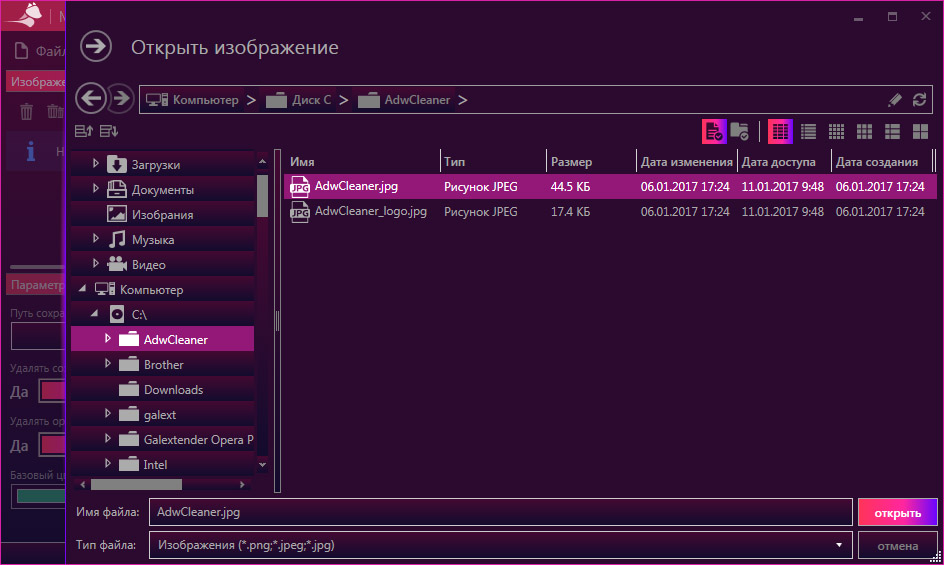 Открыть изображение
Файл
Изображе
Компьютер > Диск C > AdwCleaner >
Имя Тип Размер Дата изменения Дата доступа Дата создания
AdwCleaner.jpg Рисунок JPEG 44.5 КБ 06.01.2017 17:24 11.01.2017 9:48 06.01.2017 17:24
AdwCleaner_logo.jpg Рисунок JPEG 17.4 КБ 06.01.2017 17:24 11.01.2017 9:48 06.01.2017 17:24
Загрузки
Документы
Изобрания
Музыка
Видео
Компьютер
C:\
AdwCleaner
Brother
Downloads
galext
Galextender Opera P
Intel
Параметр
Путь сохра
Удалять со
Да
Удалять ор
Да
Базовый цв
Имя файла: AdwCleaner.jpg открыть
Тип файла: Изображения (*.png;*.jpeg;*.jpg) отмена